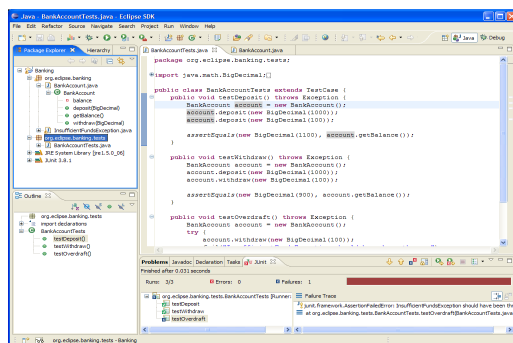 Java - BankAccountTests.java - Eclipse SDK
File Edit Refactor Source Navigate Search Project Run Window Help
Java Debug
Package Explorer Hierarchy
Banking
org.eclipse.banking
BankAccount.java
BankAccount
balance
deposit(BigDecimal)
getBalance()
withdraw(BigDecimal)
InsufficientFundsException.java
org.eclipse.banking.tests
BankAccountTests.java
JRE System Library [jre1.5.0_06]
JUnit 3.8.1
Outline
org.eclipse.banking.tests
import declarations
BankAccountTests
testDeposit()
testWithdraw()
testOverdraft()
BankAccountTests.java BankAccount.java
package org.eclipse.banking.tests;
import java.math.BigDecimal;
public class BankAccountTests extends TestCase {
public void testDeposit() throws Exception {
BankAccount account = new BankAccount();
account.deposit(new BigDecimal(1000));
account.deposit(new BigDecimal(100));
assertEquals(new BigDecimal(1100), account.getBalance());
}
public void testWithdraw() throws Exception {
BankAccount account = new BankAccount();
account.deposit(new BigDecimal(1000));
account.withdraw(new BigDecimal(100));
assertEquals(new BigDecimal(900), account.getBalance());
}
public void testOverdraft() throws Exception {
BankAccount account = new BankAccount();
try {
account.withdraw(new BigDecimal(100));
Problems Javadoc Declaration Tasks JUnit
Finished after 0.031 seconds
Runs: 3/3 Errors: 0 Failures: 1
org.eclipse.banking.tests.BankAccountTests [Runner:
testDeposit
testWithdraw
testOverdraft
Failure Trace
junit.framework.AssertionFailedError: InsufficientFundsException should have been thr
at org.eclipse.banking.tests.BankAccountTests.testOverdraft(BankAccountTests.java
org.eclipse.banking.tests - Banking